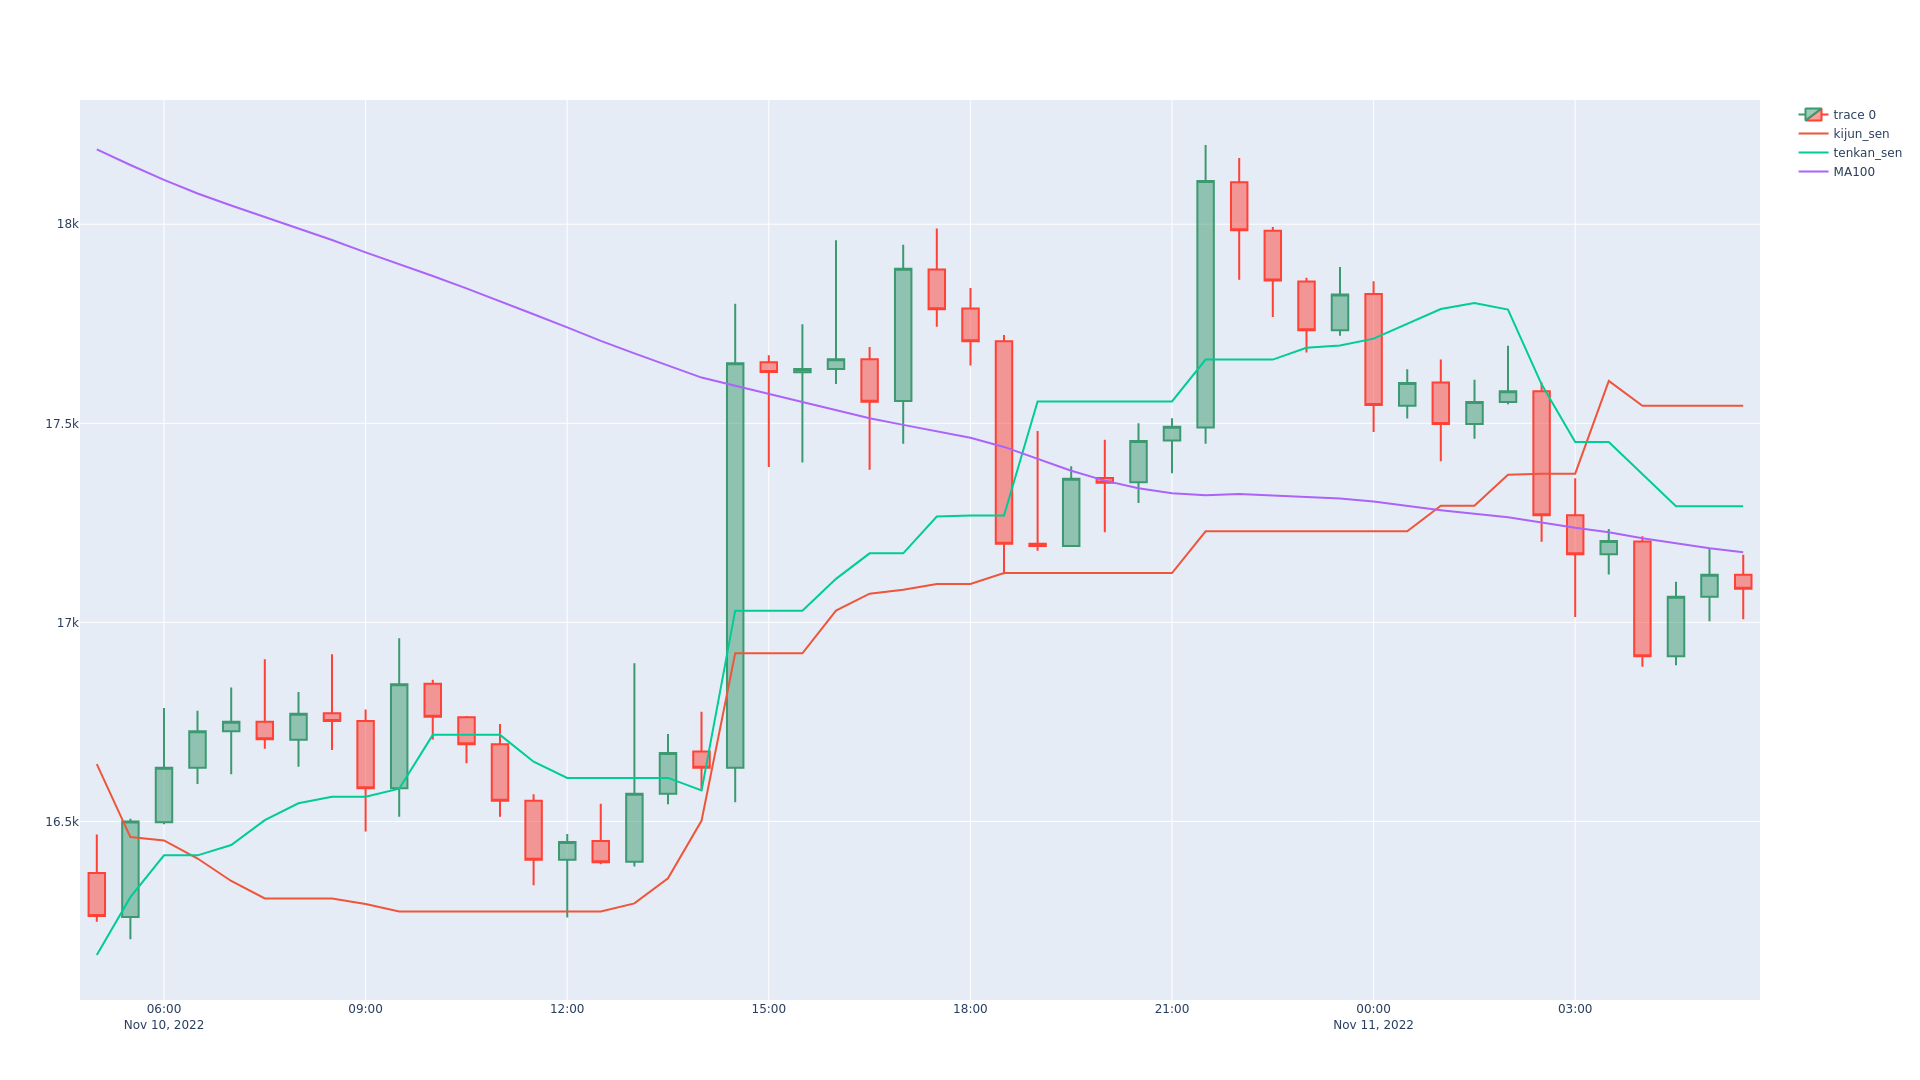 trace 0
kijun_sen
tenkan_sen
MA100
18k
17.5k
17k
16.5k
06:00 09:00 12:00 15:00 18:00 21:00 00:00 03:00
Nov 10, 2022 Nov 11, 2022